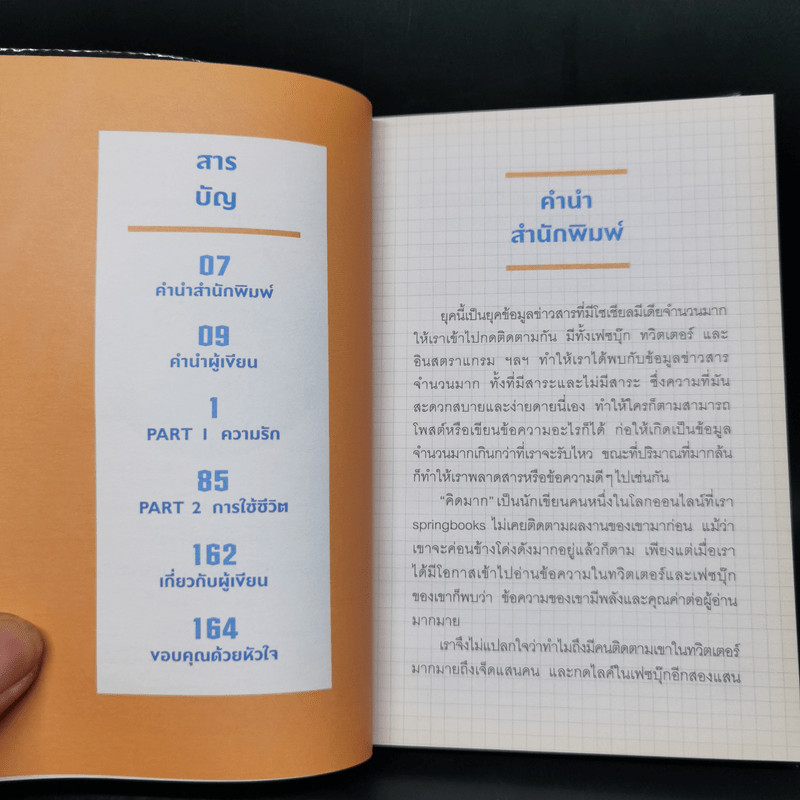 สาร
บัญ
07
คำนำสำนักพิมพ์
09
คำนำผู้เขียน
1
PART 1 ความรัก
85
PART 2 การใช้ชีวิต
162
เกี่ยวกับผู้เขียน
164
ขอบคุณด้วยหัวใจ
คำนำ
สำนักพิมพ์
ยุคนี้เป็นยุคข้อมูลข่าวสารที่มีโซเชียลมีเดียจำนวนมาก
ให้เราเข้าไปกดติดตามกัน มีทั้งเฟซบุ๊ก ทวิตเตอร์ และ
อินสตราแกรม ฯลฯ ทำให้เราได้พบกับข้อมูลข่าวสาร
จำนวนมาก ทั้งที่มีสาระและไม่มีสาระ ซึ่งความที่มัน
สะดวกสบายและง่ายดายนี่เอง ทำให้ใครก็ตามสามารถ
โพสต์หรือเขียนข้อความอะไรก็ได้ ก่อให้เกิดเป็นข้อมูล
จำนวนมากเกินกว่าที่เราจะรับไหว ขณะที่ปริมาณที่มากล้น
ก็ทำให้เราพลาดสารหรือข้อความดีๆ ไปเช่นกัน
"คิดมาก" เป็นนักเขียนคนหนึ่งในโลกออนไลน์ที่เรา
springbooks ไม่เคยติดตามผลงานของเขามาก่อน แม้ว่า
เขาจะค่อนข้างโด่งดังมากอยู่แล้วก็ตาม เพียงแต่เมื่อเรา
ได้มีโอกาสเข้าไปอ่านข้อความในทวิตเตอร์และเฟซบุ๊ก
ของเขาก็พบว่า ข้อความของเขามีพลังและคุณค่าต่อผู้อ่าน
มากมาย
เราจึงไม่แปลกใจว่าทำไมถึงมีคนติดตามเขาในทวิตเตอร์
มากมายถึงเจ็ดแสนคน และกดไลค์ในเฟซบุ๊กอีกสองแสน